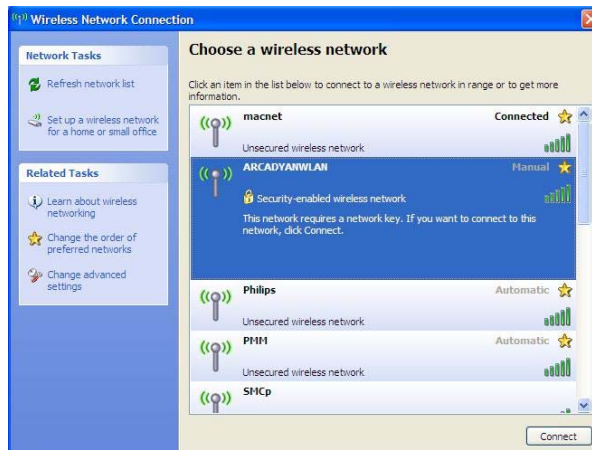 Wireless Network Connection
Network Tasks
Refresh network list
Set up a wireless network
for a home or small office
Related Tasks
Learn about wireless
networking
Change the order of
preferred networks
Change advanced
settings
Choose a wireless network
Click an item in the list below to connect to a wireless network in range or to get more
information.
macnet Connected
Unsecured wireless network
ARCADYANWLAN Manual
Security-enabled wireless network
This network requires a network key. If you want to connect to this
network, click Connect.
Philips Automatic
Unsecured wireless network
PMM Automatic
Unsecured wireless network
SMCp
Connect